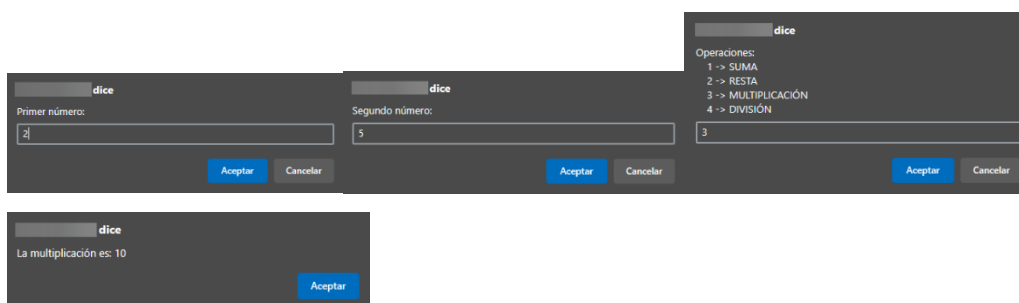 dice
Primer número:
2
Aceptar Cancelar
dice
Segundo número:
5
Aceptar Cancelar
dice
Operaciones:
1 -> SUMA
2 -> RESTA
3 -> MULTIPLICACIÓN
4 -> DIVISIÓN
3
Aceptar Cancelar
dice
La multiplicación es: 10
Aceptar